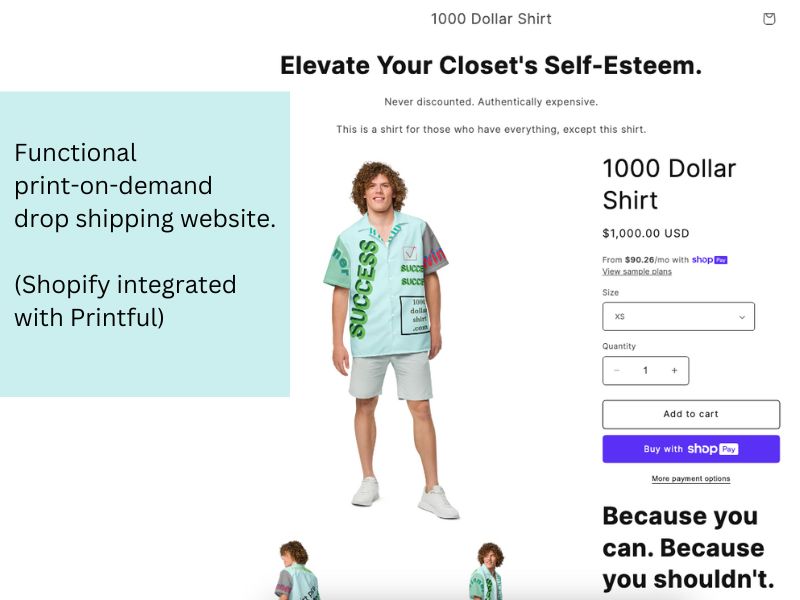 1000 Dollar Shirt
Elevate Your Closet's Self-Esteem.
Never discounted. Authentically expensive.
This is a shirt for those who have everything, except this shirt.
Functional
print-on-demand
drop shipping website.
(Shopify integrated
with Printful)
SUCCESS
SUCCE
SUCCE
1000
dollar
shirt
.com
1000 Dollar
Shirt
$1,000.00 USD
From $90.26/mo with shop Pay
View sample plans
Size
XS
Quantity
− 1 +
Add to cart
Buy with shop Pay
More payment options
Because you
can. Because
you shouldn't.